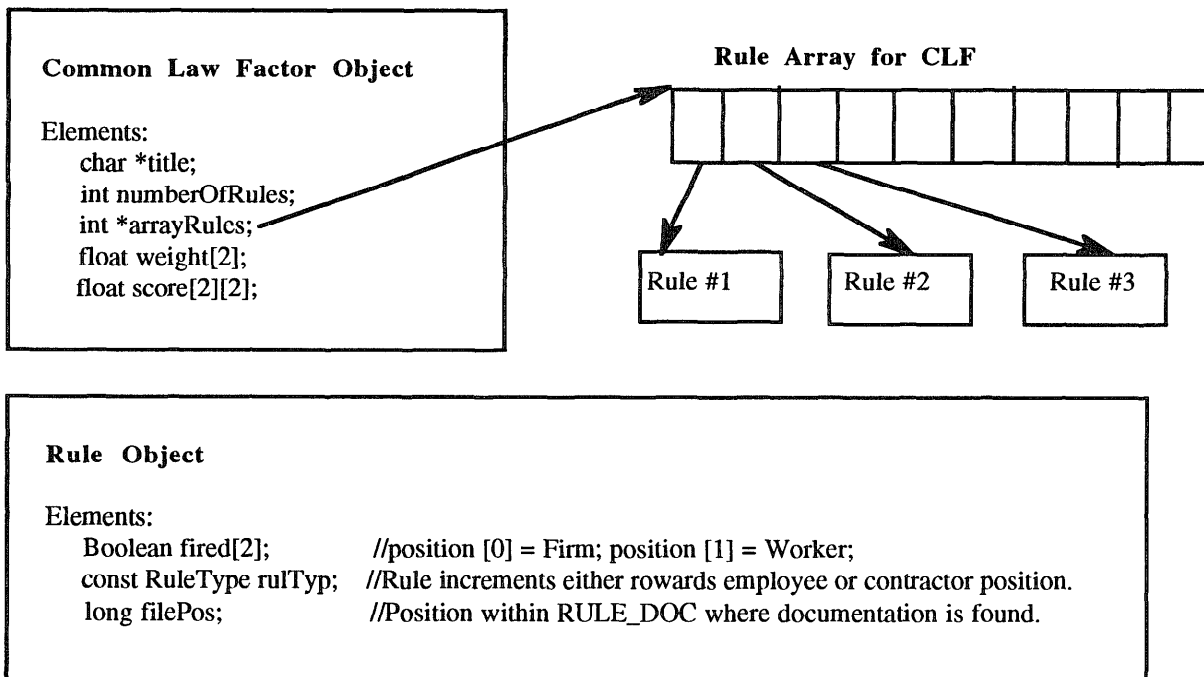 Common Law Factor Object
Elements:
char *title;
int numberOfRules;
int *arrayRulcs;
float weight[2];
float score[2][2];
Rule Array for CLF
Rule #1
Rule #2
Rule #3
Rule Object
Elements:
Boolean fired[2]; //position [0] = Firm; position [1] = Worker;
const RuleType rulTyp; //Rule increments either rowards employee or contractor position.
long filePos; //Position within RULE_DOC where documentation is found.